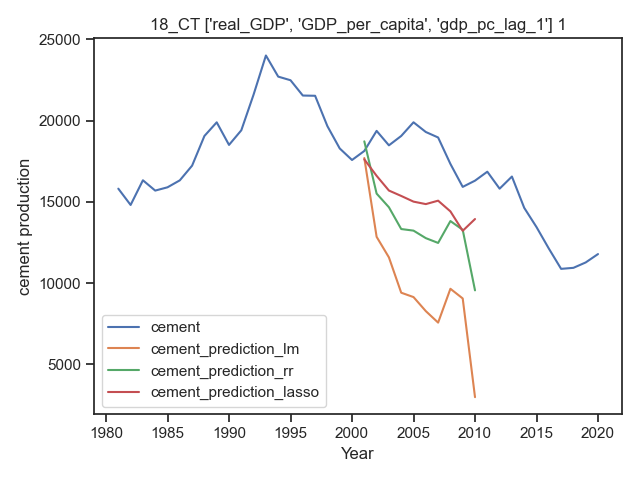 18_CT ['real_GDP', 'GDP_per_capita', 'gdp_pc_lag_1'] 1
25000
20000
15000
10000
5000
cement production
cement
cement_prediction_lm
cement_prediction_rr
cement_prediction_lasso
1980 1985 1990 1995 2000 2005 2010 2015 2020
Year